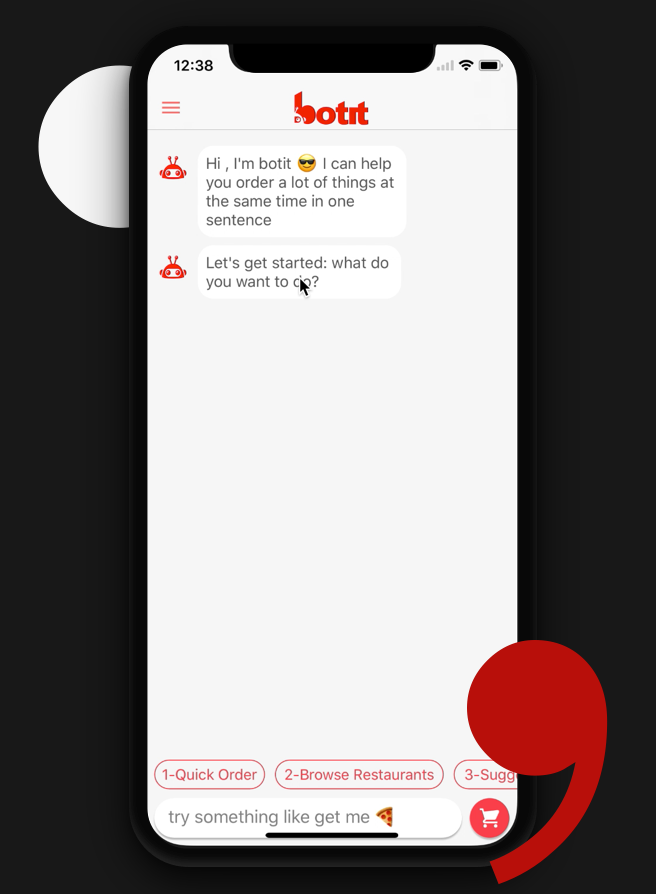 12:38
botit
Hi , I'm botit 😎 I can help
you order a lot of things at
the same time in one
sentence
Let's get started: what do
you want to do?
1-Quick Order
2-Browse Restaurants
3-Sugg
try something like get me 🍕